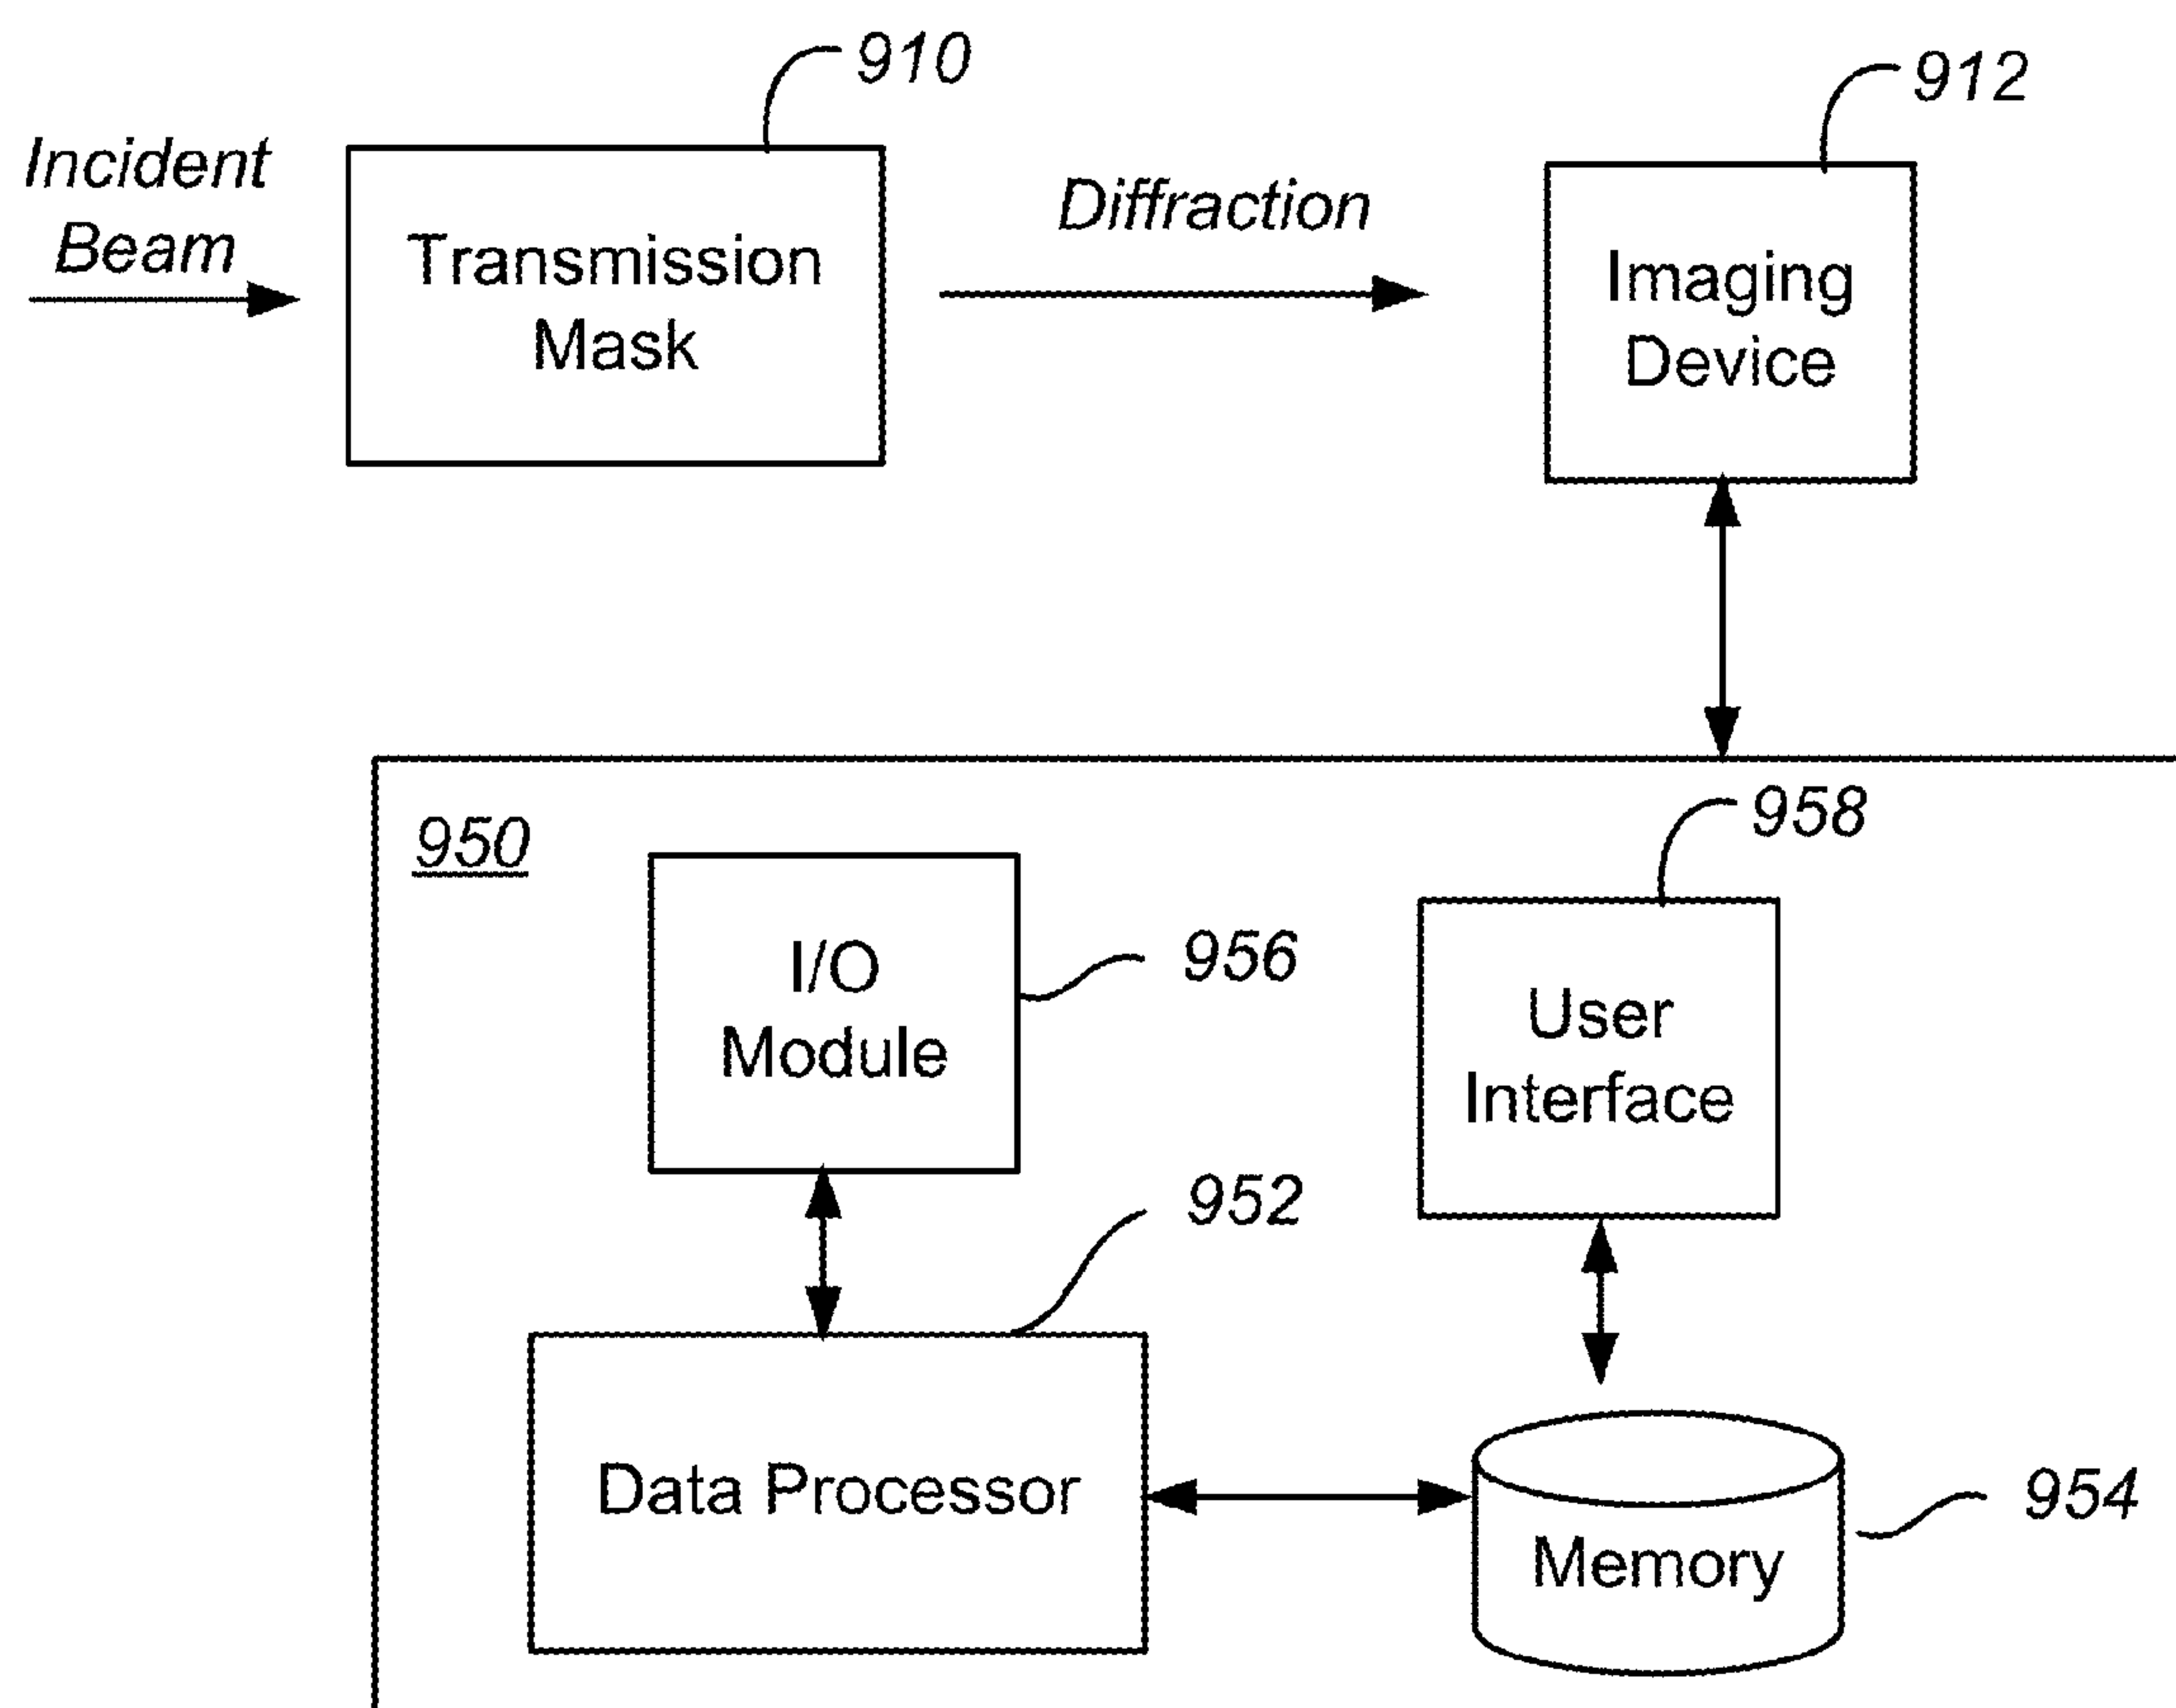 910
912
Incident
Beam
Transmission
Mask
Diffraction
Imaging
Device
950
958
I/O
Module
956
User
Interface
952
Data Processor
954
Memory